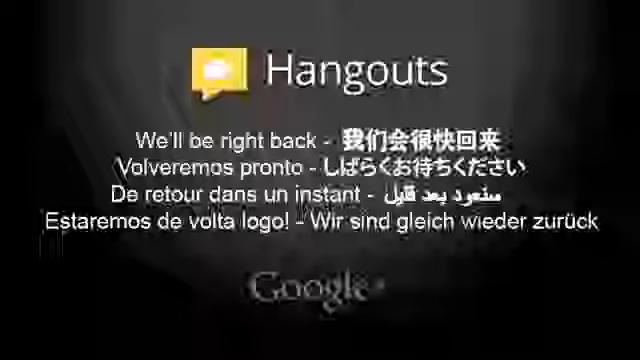 Hangouts
We'll be right back - 我们会很快回来
Volveremos pronto - しばらくお待ちください
De retour dans un instant - سنعود بعد قليل
Estaremos de volta logo! - Wir sind gleich wieder zurück
Google+